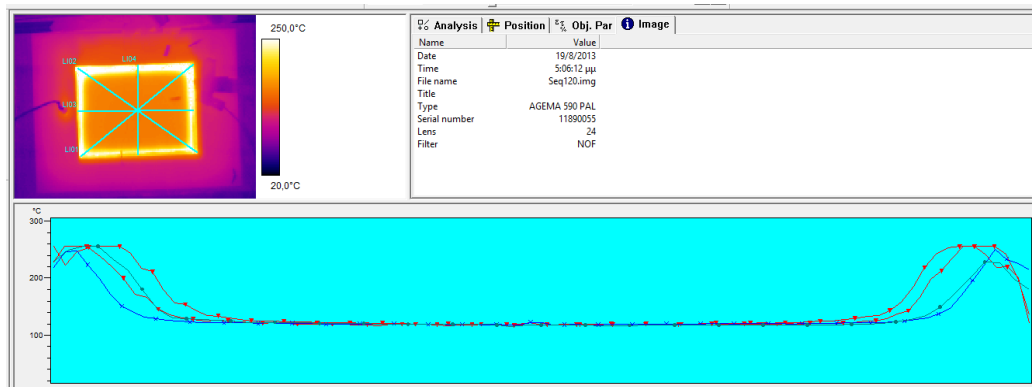 Analysis Position Obj. Par Image
Name Value
Date 19/8/2013
Time 5:06:12 μμ
File name Seq120.img
Title
Type AGEMA 590 PAL
Serial number 11890055
Lens 24
Filter NOF
250,0°C
LI02
LI04
LI03
LI01
20,0°C
°C
300
200
100